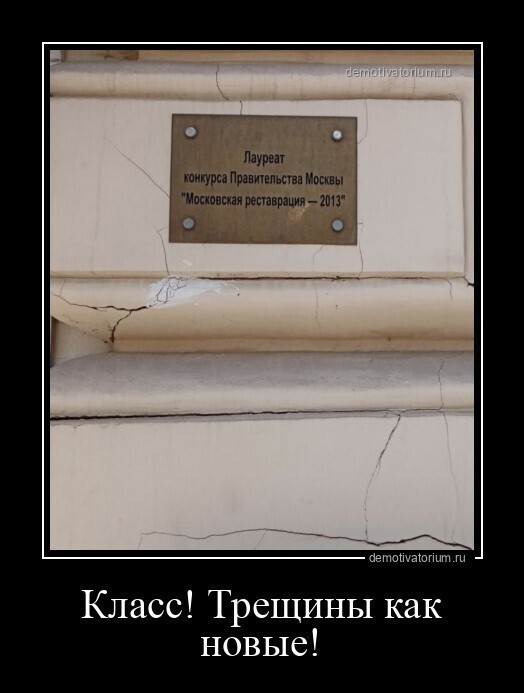 demotivatorium.ru
Лауреат
конкурса Правительства Москвы
"Московская реставрация — 2013"
demotivatorium.ru
Класс! Трещины как
новые!